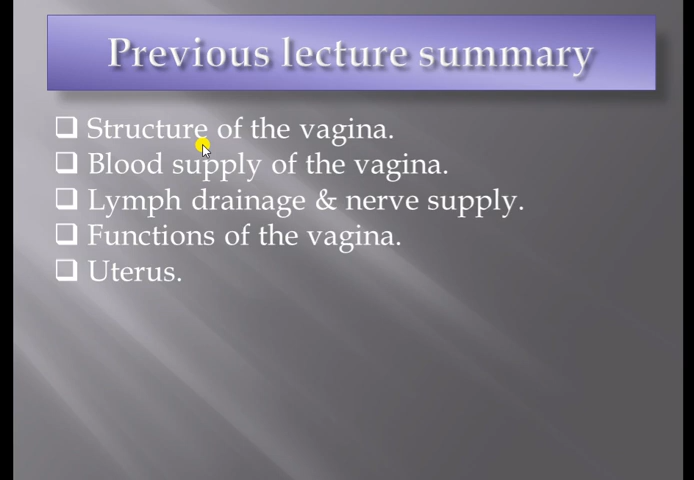 Previous lecture summary
Structure of the vagina.
Blood supply of the vagina.
Lymph drainage & nerve supply.
Functions of the vagina.
Uterus.